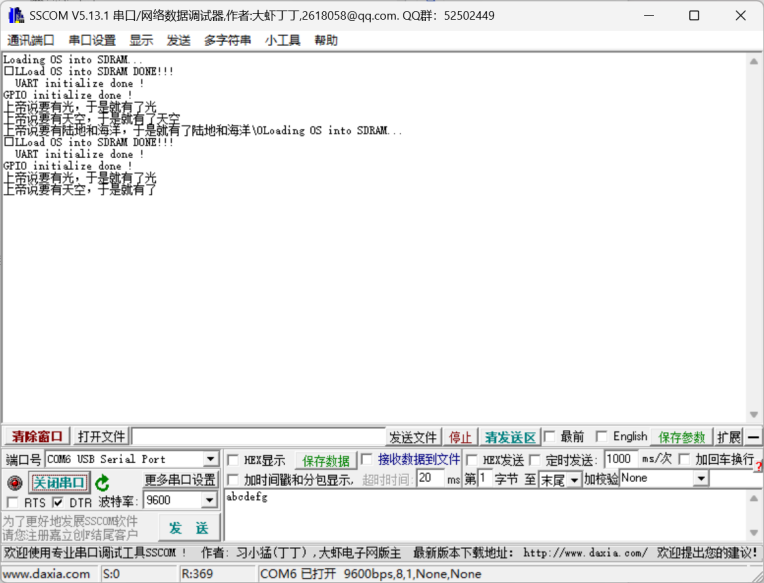 SSCOM V5.13.1 串口/网络数据调试器,作者:大虾丁丁,2618058@qq.com. QQ群: 52502449
通讯端口 串口设置 显示 发送 多字符串 小工具 帮助
Loading OS into SDRAM...
□LLoad OS into SDRAM DONE!!!
UART initialize done !
GPIO initialize done !
上帝说要有光，于是就有了光
上帝说要有天空，于是就有了天空
上帝说要有陆地和海洋，于是就有了陆地和海洋\0Loading OS into SDRAM...
□LLoad OS into SDRAM DONE!!!
UART initialize done !
GPIO initialize done !
上帝说要有光，于是就有了光
上帝说要有天空，于是就有了
清除窗口 打开文件 发送文件 停止 清发送区 最前 English 保存参数 扩展 —
端口号 COM6 USB Serial Port HEX显示 保存数据 接收数据到文件 HEX发送 定时发送: 1000 ms/次 加回车换行
关闭串口 更多串口设置 加时间戳和分包显示, 超时时间: 20 ms 第 1 字节 至 末尾 加校验 None ?
RTS DTR 波特率: 9600 abcdefg
为了更好地发展SSCOM软件
请您注册嘉立创F结尾客户
发 送
欢迎使用专业串口调试工具SSCOM ! 作者: 习小猛(丁丁) ,大虾电子网版主 最新版本下载地址: http://www.daxia.com/ 欢迎提出您的建议!
www.daxia.com S:0 R:369 COM6 已打开 9600bps,8,1,None,None